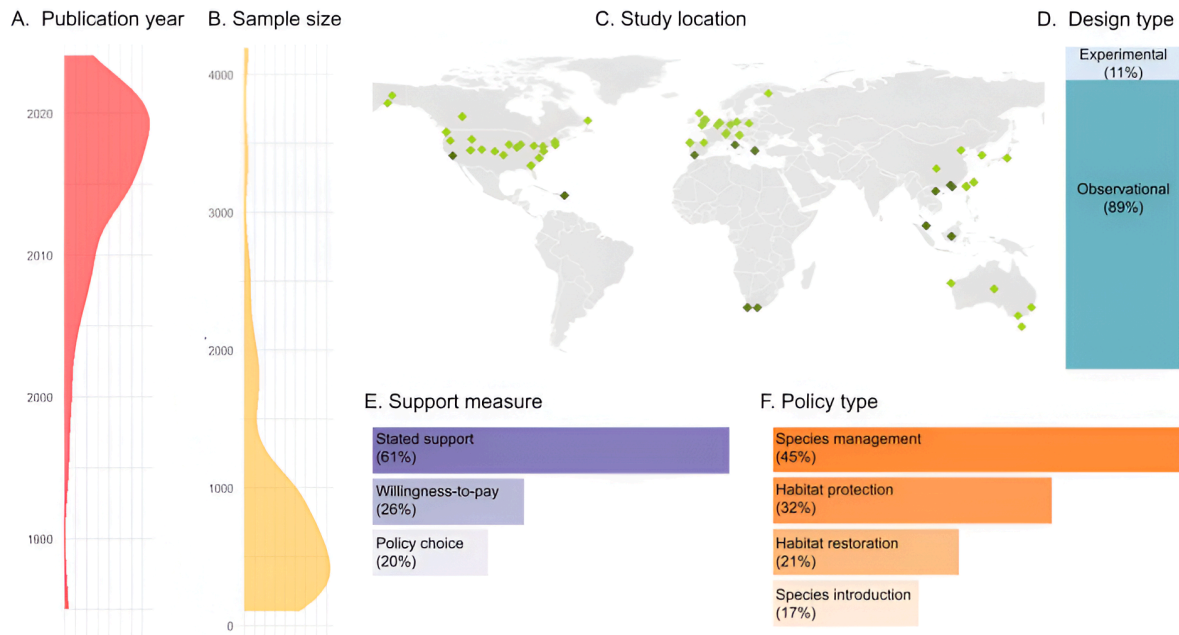 A. Publication year
B. Sample size
C. Study location
D. Design type
Experimental
(11%)
4000
2020
Observational
(89%)
3000
2010
2000
2000
E. Support measure
F. Policy type
Stated support
(61%)
Species management
(45%)
Willingness-to-pay
(26%)
Habitat protection
(32%)
1000
1990
Policy choice
(20%)
Habitat restoration
(21%)
Species introduction
(17%)
0